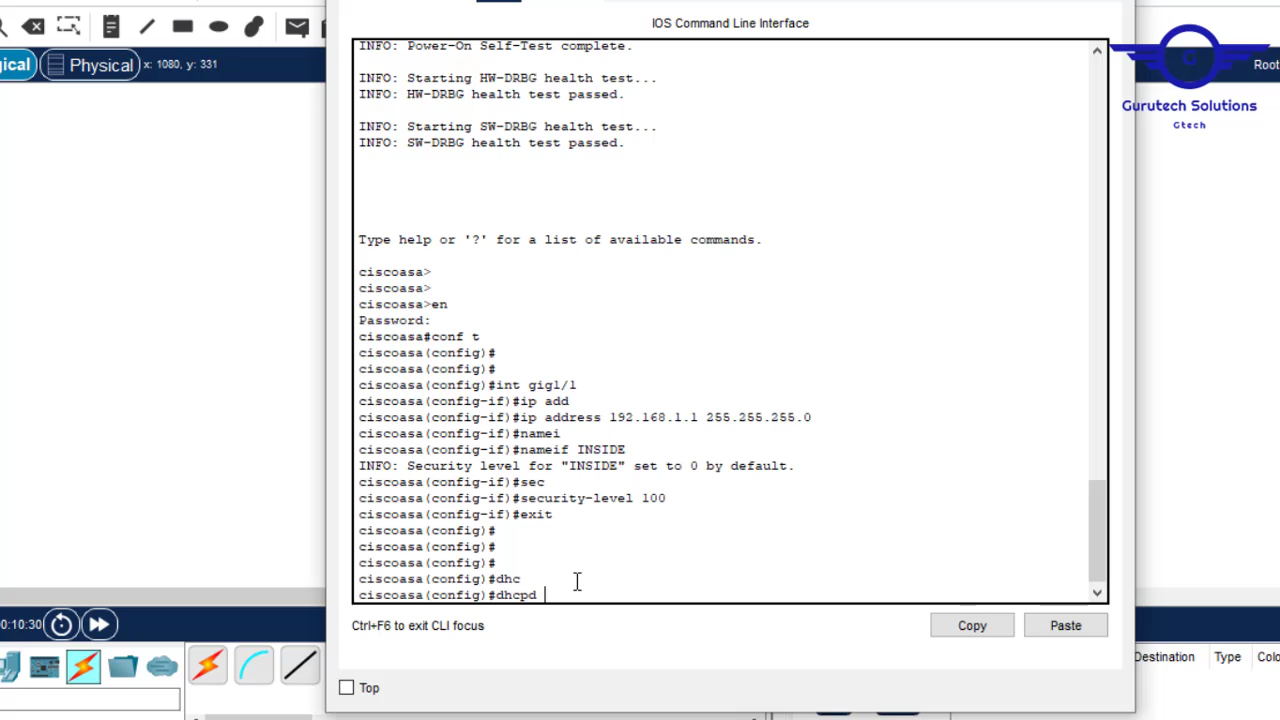 IOS Command Line Interface
INFO: Power-On Self-Test complete.
INFO: Starting HW-DRBG health test...
INFO: HW-DRBG health test passed.
INFO: Starting SW-DRBG health test...
INFO: SW-DRBG health test passed.
Type help or '?' for a list of available commands.
ciscoasa>
ciscoasa>
ciscoasa>en
Password:
ciscoasa#conf t
ciscoasa(config)#
ciscoasa(config)#
ciscoasa(config)#int gig1/1
ciscoasa(config-if)#ip add
ciscoasa(config-if)#ip address 192.168.1.1 255.255.255.0
ciscoasa(config-if)#namei
ciscoasa(config-if)#nameif INSIDE
INFO: Security level for "INSIDE" set to 0 by default.
ciscoasa(config-if)#sec
ciscoasa(config-if)#security-level 100
ciscoasa(config-if)#exit
ciscoasa(config)#
ciscoasa(config)#
ciscoasa(config)#
ciscoasa(config)#dhc
ciscoasa(config)#dhcpd
Ctrl+F6 to exit CLI focus
Copy
Paste
Top
gical
Physical
x: 1080, y: 331
Root
G
Gurutech Solutions
Gtech
:00:10:30
Destination
Type
Colo